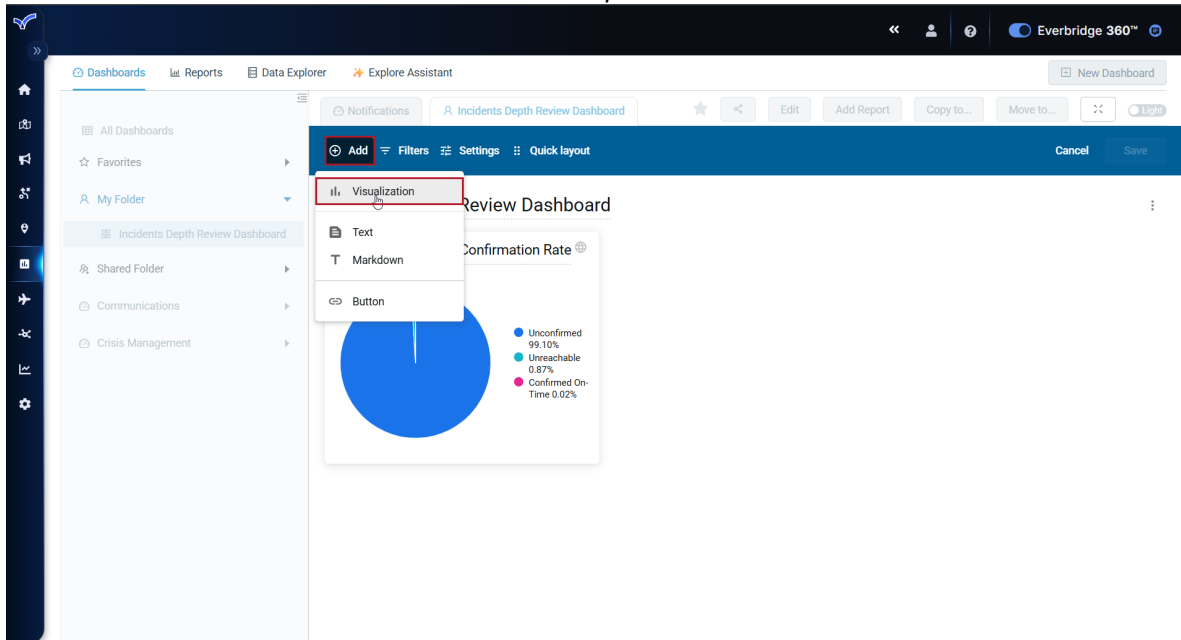 Everbridge 360™
Dashboards
Reports
Data Explorer
Explore Assistant
New Dashboard
Notifications
Incidents Depth Review Dashboard
Edit
Add Report
Copy to...
Move to...
Light
All Dashboards
Favorites
My Folder
Incidents Depth Review Dashboard
Shared Folder
Communications
Crisis Management
Add
Filters
Settings
Quick layout
Cancel
Save
Visualization
Text
Markdown
Button
Review Dashboard
Confirmation Rate
Unconfirmed
99.10%
Unreachable
0.87%
Confirmed On-
Time 0.02%